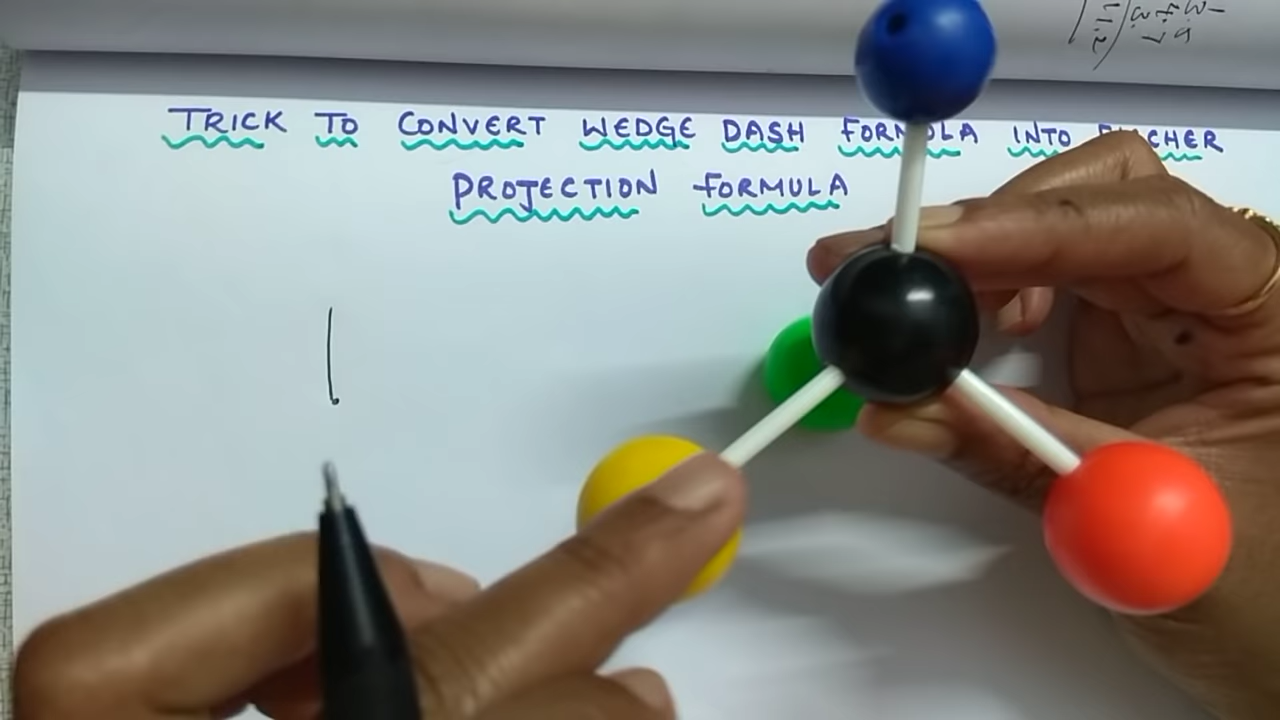 TRICK TO CONVERT WEDGE DASH FORMULA INTO
PROJECTION FORMULA